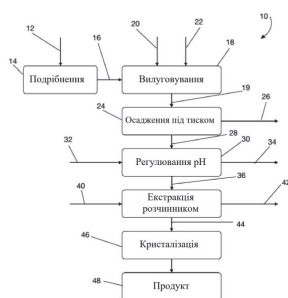 10
12
20
22
16
18
14
Подрібнення
Вилуговування
19
24
26
Осадження під тиском
28
32
30
34
Регулювання pH
36
40
42
Екстракція
розчинником
44
46
Кристалізація
48
Продукт